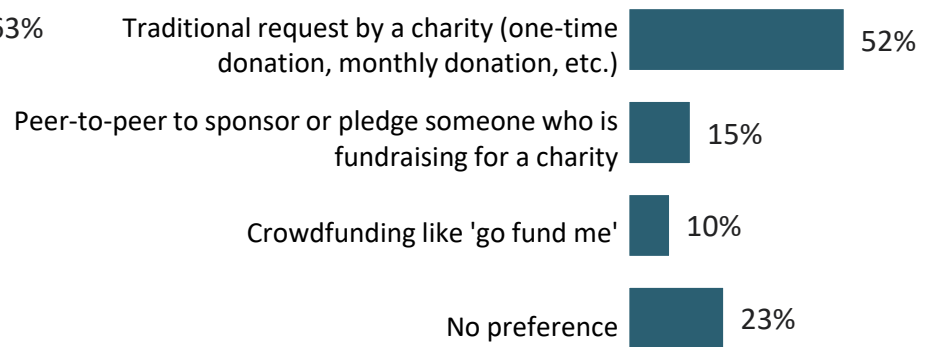 Traditional request by a charity (one-time 52%
donation, monthly donation, etc.)
Peer-to-peer to sponsor or pledge someone who is 15%
fundraising for a charity
Crowdfunding like 'go fund me' 10%
No preference 23%